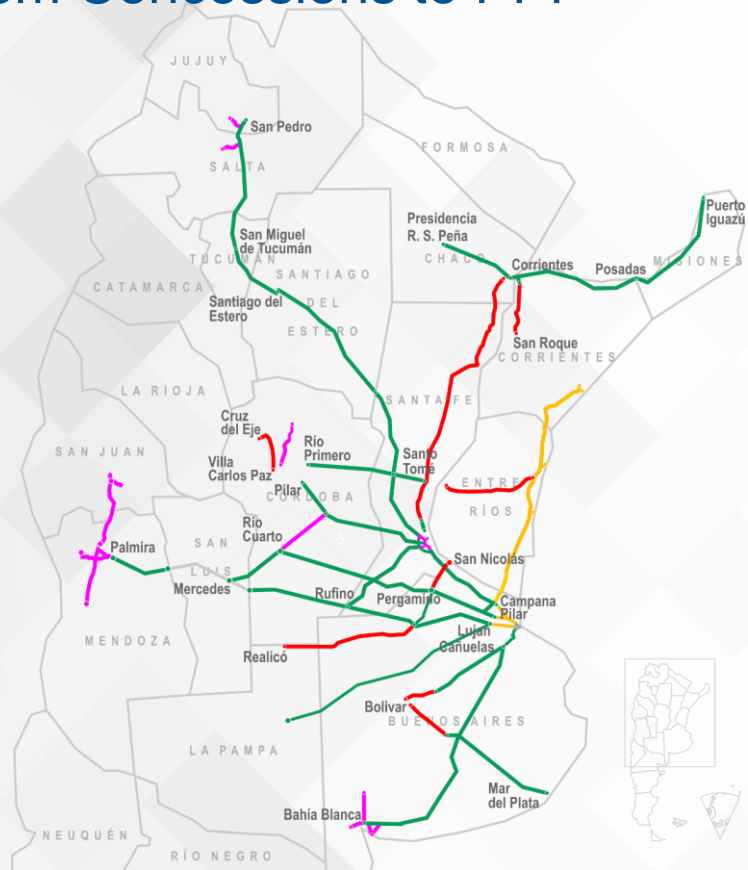 JUJUY
San Pedro
SALTA
FORMOSA
Presidencia
R. S. Peña
CHACO
Puerto
Iguazú
San Miguel
de Tucumán
TUCUMÁN
Corrientes
Posadas
MISIONES
SANTIAGO
CATAMARCA
Santiago del
Estero
DEL
ESTERO
San Roque
CORRIENTES
LA RIOJA
SANTA FE
Cruz
del Eje
SAN JUAN
Río
Primero
Santo
Tomé
Villa
Carlos Paz
ENTRE
Pilar
CÓRDOBA
RÍOS
Río
Cuarto
5
SAN
Palmira
San Nicolás
LUIS
Mercedes
Rufino
Pergamino
Campana
Pilar
Luján
MENDOZA
Cañuelas
Realicó
Bolivar
BUENOS AIRES
LA PAMPA
Mar
del Plata
Bahía Blanca
NEUQUÉN
RÍO NEGRO